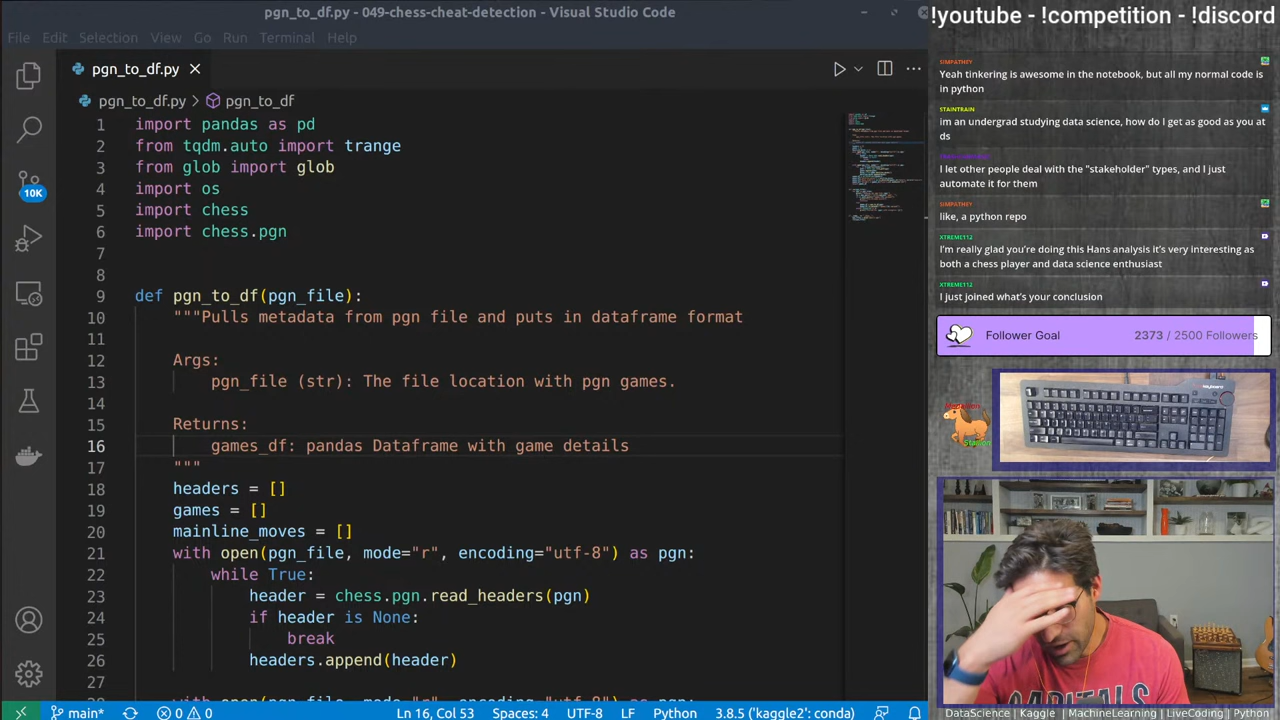 pgn_to_df.py - 049-chess-cheat-detection - Visual Studio Code
File Edit Selection View Go Run Terminal Help
pgn_to_df.py
pgn_to_df.py > pgn_to_df
10K
1 import pandas as pd
2 from tqdm.auto import trange
3 from glob import glob
4 import os
5 import chess
6 import chess.pgn
7
8
9 def pgn_to_df(pgn_file):
10 """Pulls metadata from pgn file and puts in dataframe format
11
12 Args:
13 pgn_file (str): The file location with pgn games.
14
15 Returns:
16 games_df: pandas Dataframe with game details
17 """
18 headers = []
19 games = []
20 mainline_moves = []
21 with open(pgn_file, mode="r", encoding="utf-8") as pgn:
22 while True:
23 header = chess.pgn.read_headers(pgn)
24 if header is None:
25 break
26 headers.append(header)
27
main* 0 0 Ln 16, Col 53 Spaces: 4 UTF-8 LF Python 3.8.5 ('kaggle2': conda)
!youtube - !competition - !discord
SIMPATHEY
Yeah tinkering is awesome in the notebook, but all my normal code is
in python
STAINTRAIN
im an undergrad studying data science, how do I get as good as you at
ds
I let other people deal with the "stakeholder" types, and I just
automate it for them
SIMPATHEY
like, a python repo
XTREME112
I'm really glad you're doing this Hans analysis it's very interesting as
both a chess player and data science enthusiast
XTREME112
I just joined what's your conclusion
Follower Goal 2373 / 2500 Followers
Stallion
CAPITALS
DataScience | Kaggle | MachineLearning | LiveCoding | Python